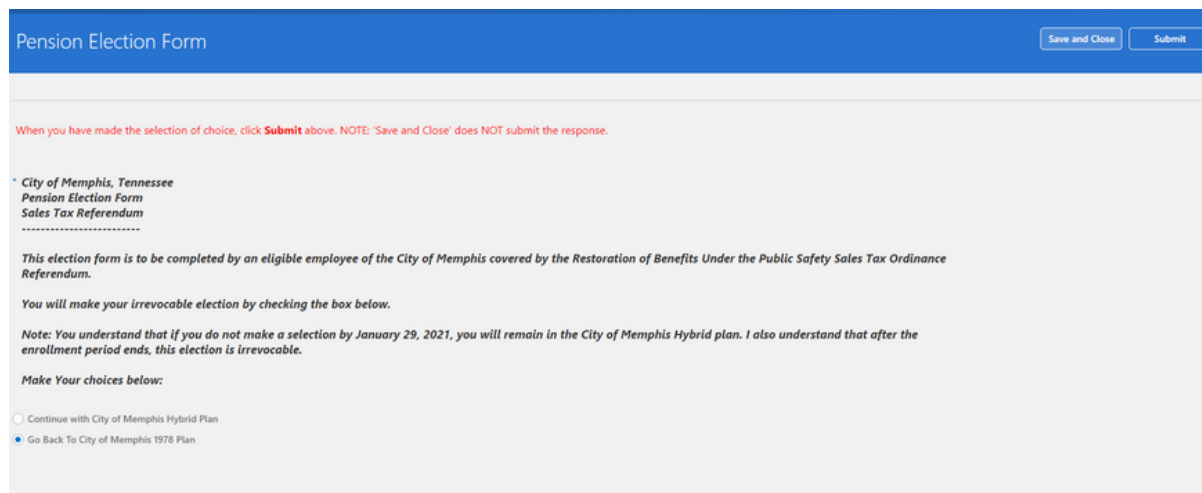 Pension Election Form
Save and Close
Submit
When you have made the selection of choice, click Submit above. NOTE: 'Save and Close' does NOT submit the response.
* City of Memphis, Tennessee
Pension Election Form
Sales Tax Referendum
-------------------------
This election form is to be completed by an eligible employee of the City of Memphis covered by the Restoration of Benefits Under the Public Safety Sales Tax Ordinance
Referendum.
You will make your irrevocable election by checking the box below.
Note: You understand that if you do not make a selection by January 29, 2021, you will remain in the City of Memphis Hybrid plan. I also understand that after the
enrollment period ends, this election is irrevocable.
Make Your choices below:
Continue with City of Memphis Hybrid Plan
Go Back To City of Memphis 1978 Plan